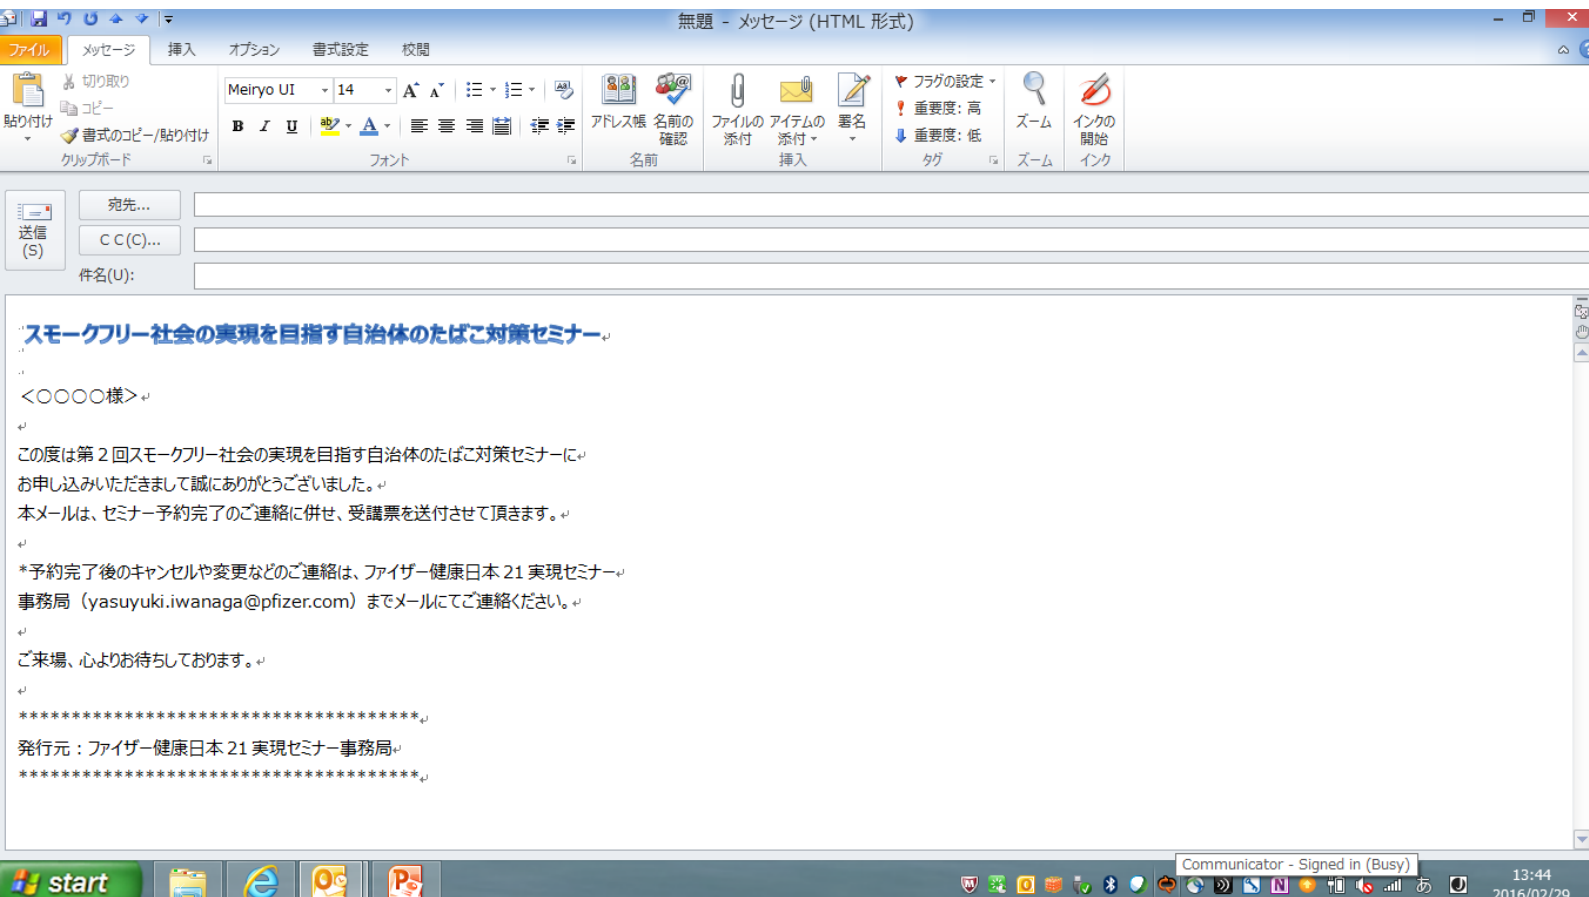 無題 - メッセージ (HTML 形式)
ファイル メッセージ 挿入 オプション 書式設定 校閲
貼り付け
切り取り
コピー
書式のコピー/貼り付け
クリップボード
Meiryo UI 14
B I U
フォント
アドレス帳 名前の
確認
名前
ファイルの
添付
アイテムの
添付
署名
挿入
フラグの設定
重要度: 高
重要度: 低
タグ
ズーム
ズーム
インクの
開始
インク
送信
(S)
宛先...
C C(C)...
件名(U):
スモークフリー社会の実現を目指す自治体のたばこ対策セミナー
<○○○○様>
この度は第２回スモークフリー社会の実現を目指す自治体のたばこ対策セミナーに
お申し込みいただきまして誠にありがとうございました。
本メールは、セミナー予約完了のご連絡に併せ、受講票を送付させて頂きます。
*予約完了後のキャンセルや変更などのご連絡は、ファイザー健康日本 21 実現セミナー
事務局（yasuyuki.iwanaga@pfizer.com）までメールにてご連絡ください。
ご来場、心よりお待ちしております。
**************************************
発行元：ファイザー健康日本 21 実現セミナー事務局
**************************************
Communicator - Signed in (Busy)
start
あ
13:44
2016/02/29